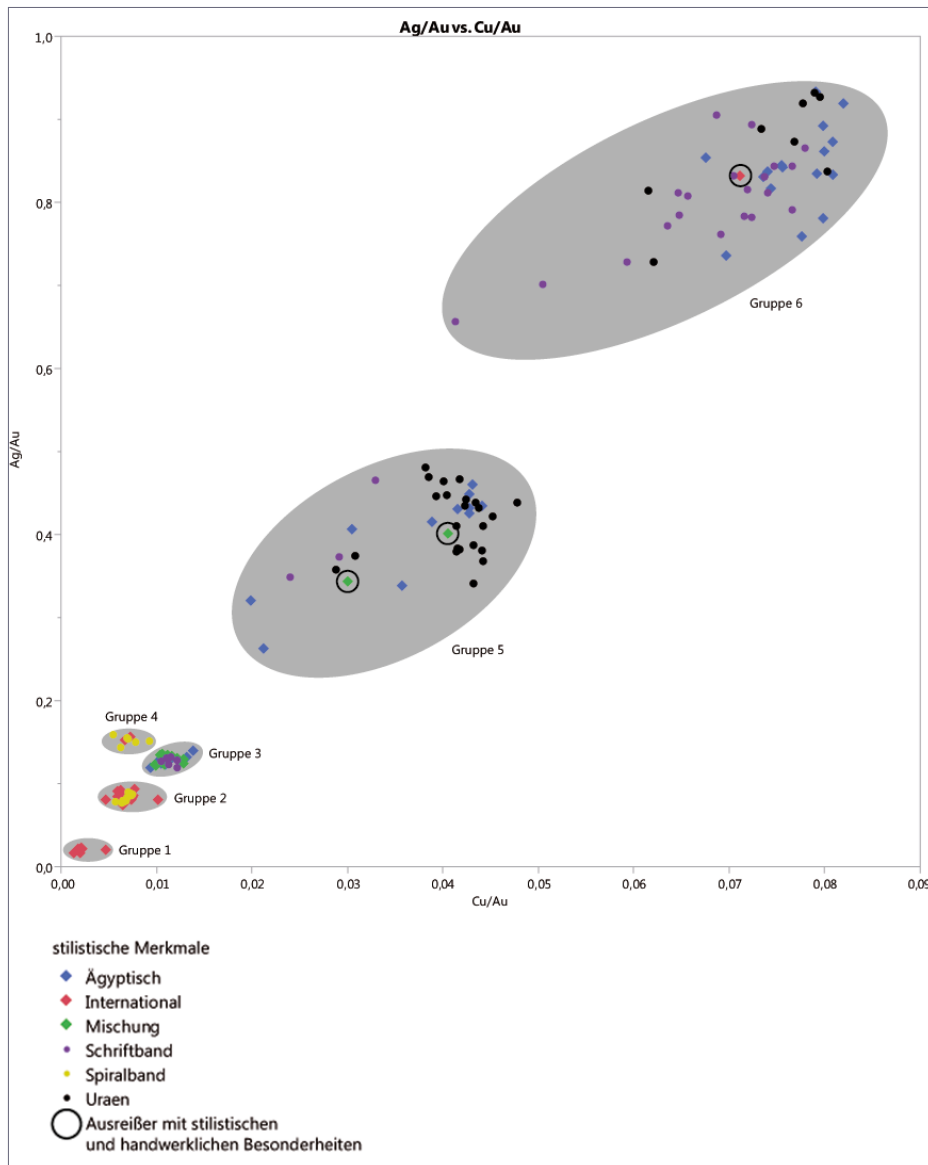 Ag/Au vs. Cu/Au
1,0
0,8
0,6
0,4
0,2
0,0
Ag/Au
Gruppe 6
Gruppe 5
Gruppe 4
Gruppe 3
Gruppe 2
Gruppe 1
0,00 0,01 0,02 0,03 0,04 0,05 0,06 0,07 0,08 0,09
Cu/Au
stilistische Merkmale
Ägyptisch
International
Mischung
Schriftband
Spiralband
Uraen
Ausreißer mit stilistischen
und handwerklichen Besonderheiten